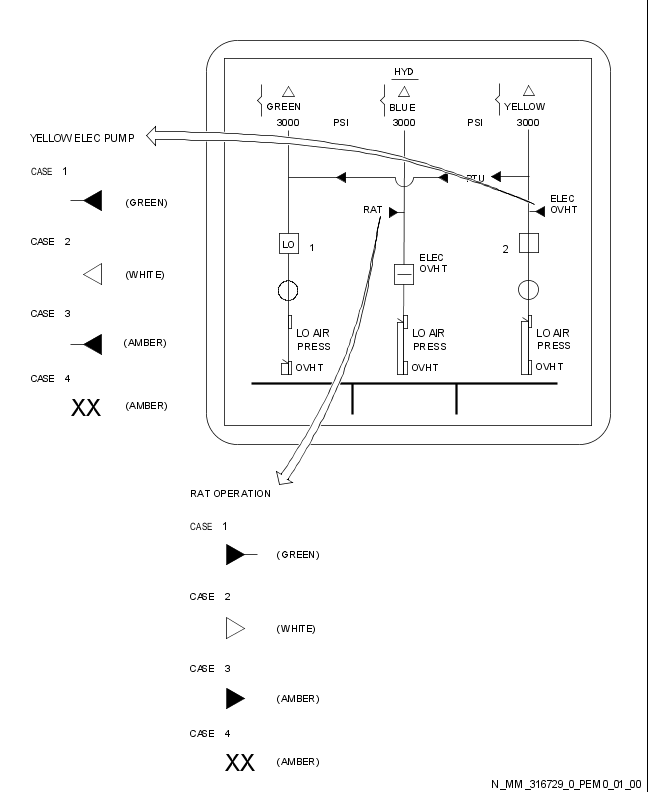 HYD
GREEN BLUE YELLOW
3000 PSI 3000 PSI 3000
YELLOW ELEC PUMP
CASE 1
(GREEN)
CASE 2
(WHITE)
CASE 3
(AMBER)
CASE 4
XX (AMBER)
PTU
RAT
ELEC
OVHT
LO 1
2
ELEC
OVHT
LO AIR
PRESS
OVHT
LO AIR
PRESS
OVHT
LO AIR
PRESS
OVHT
RAT OPERATION
CASE 1
(GREEN)
CASE 2
(WHITE)
CASE 3
(AMBER)
CASE 4
XX (AMBER)
N_MM_316729_0_PEM0_01_00